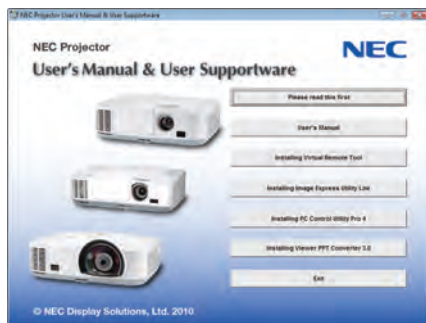 NEC Projector User's Manual & User Supportware
NEC Projector
NEC
User's Manual & User Supportware
Please read this first
User's Manual
Installing Virtual Remote Tool
Installing Image Express Utility Lite
Installing PC Control Utility Pro 4
Installing Viewer PPT Converter 3.0
Exit
© NEC Display Solutions, Ltd. 2010